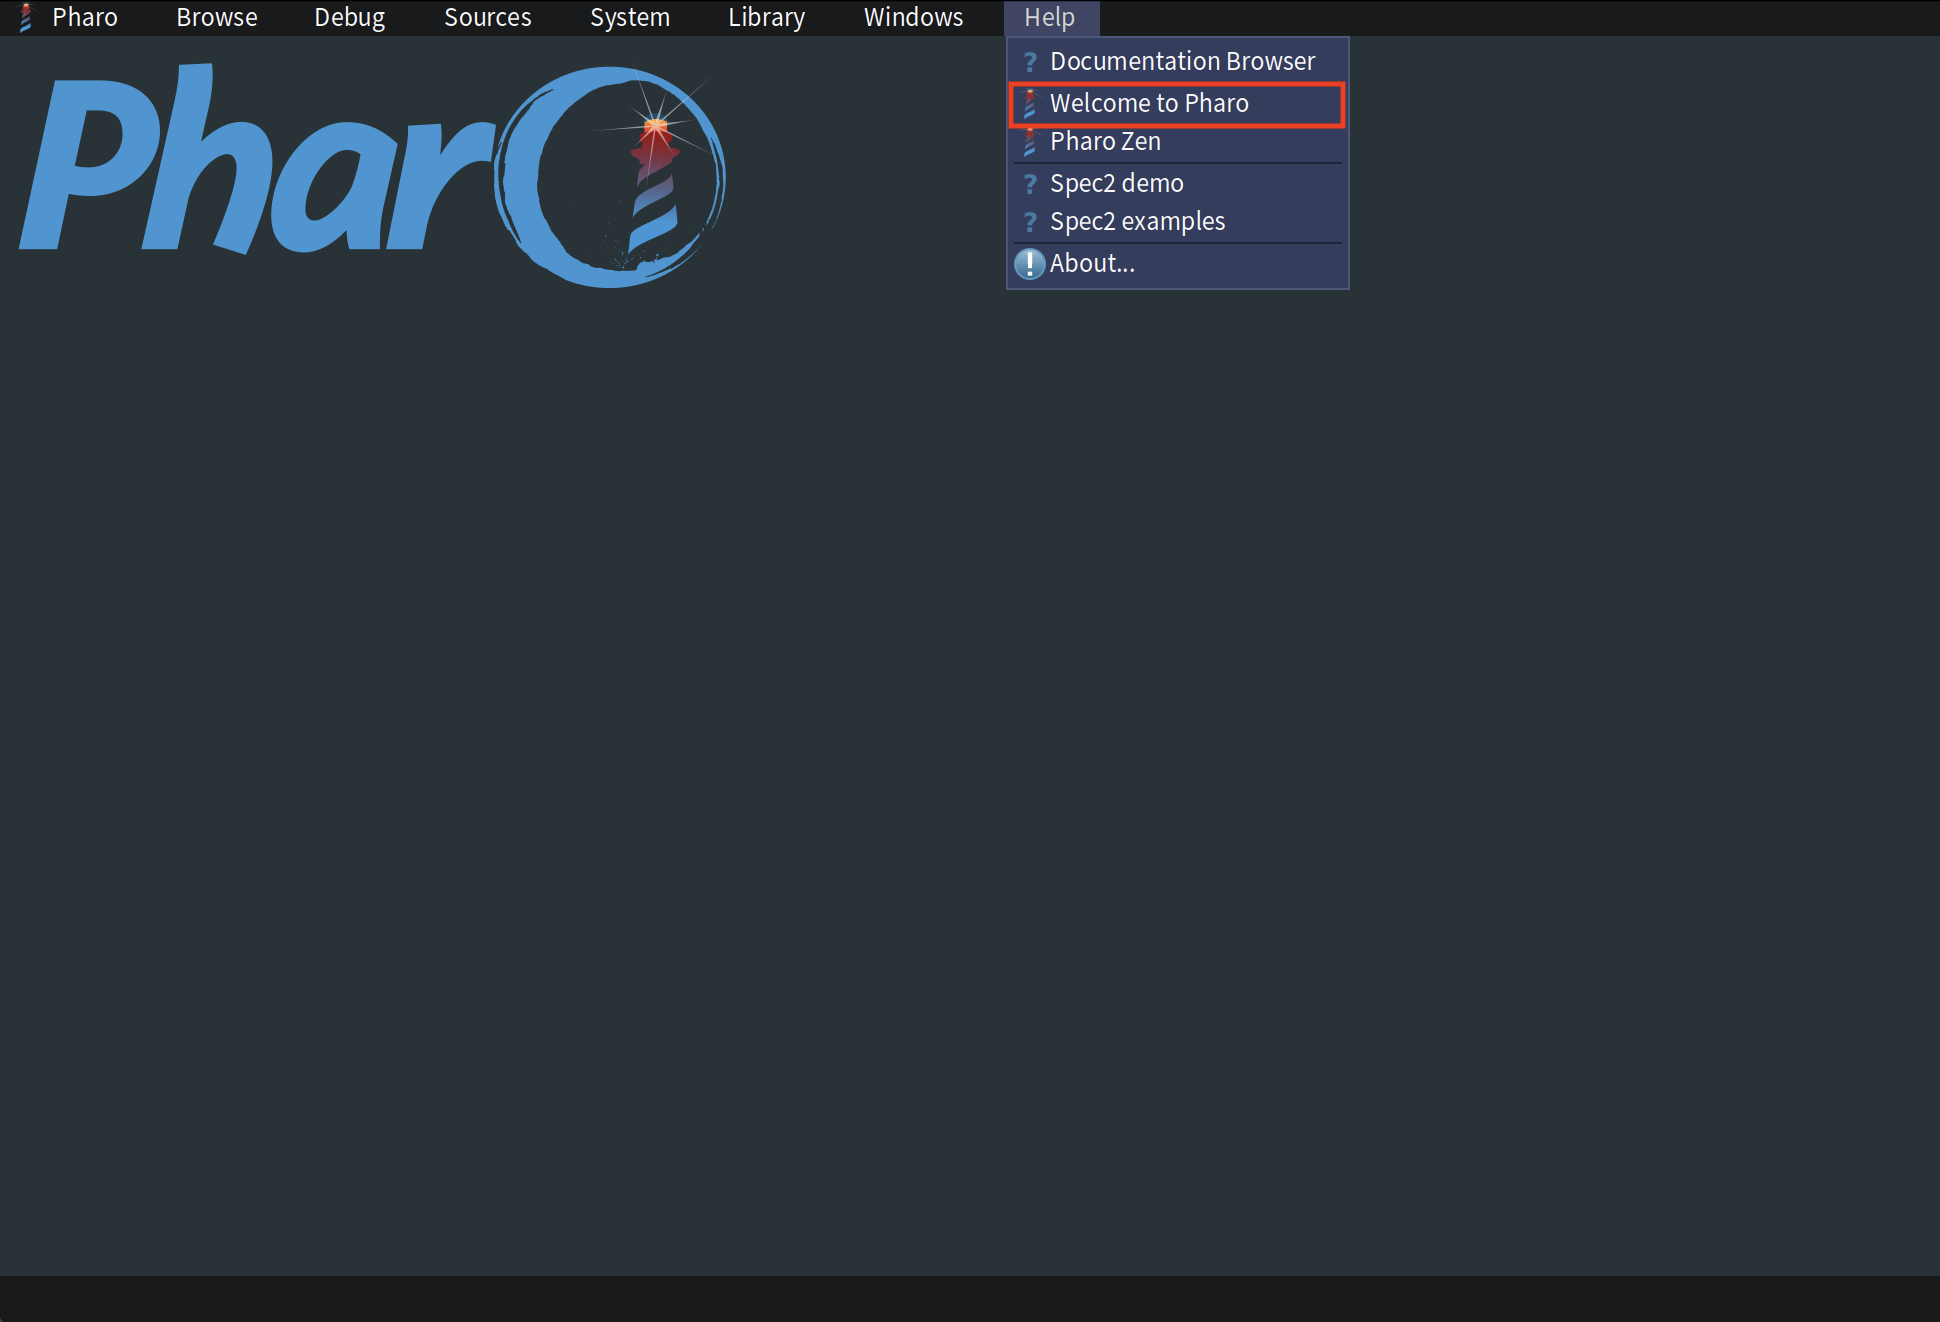 Pharo Browse Debug Sources System Library Windows Help
Pharo
Documentation Browser
Welcome to Pharo
Pharo Zen
Spec2 demo
Spec2 examples
About...